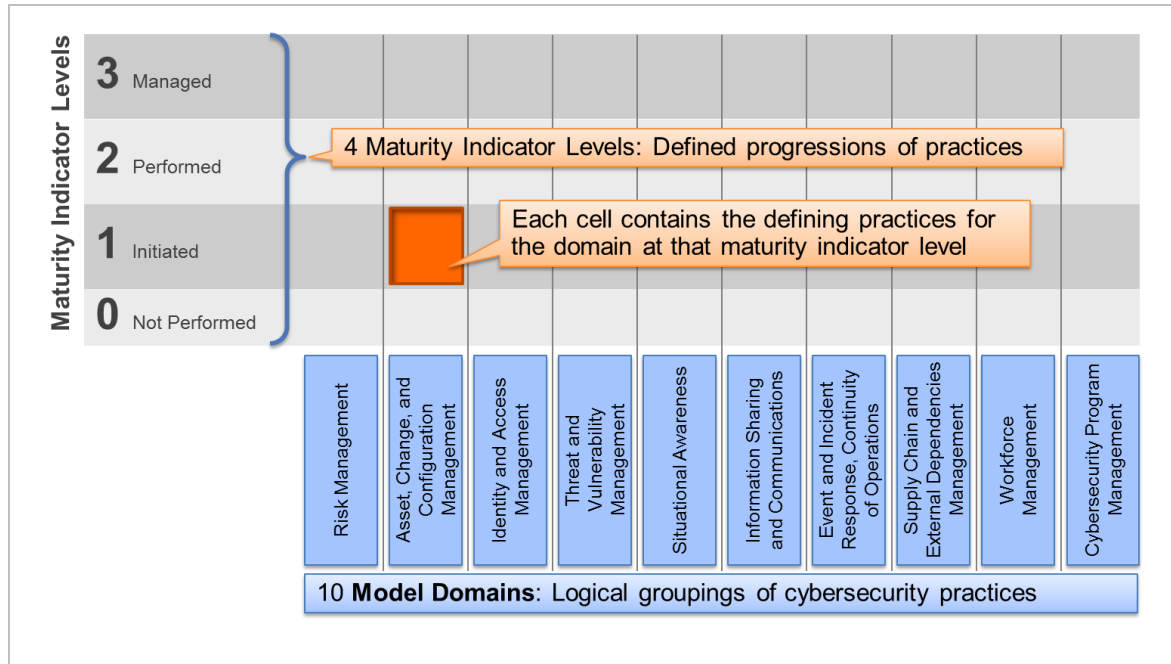 Maturity Indicator Levels
3 Managed
2 Performed
1 Initiated
0 Not Performed
4 Maturity Indicator Levels: Defined progressions of practices
Each cell contains the defining practices for
the domain at that maturity indicator level
Risk Management
Asset, Change, and
Configuration
Management
Identity and Access
Management
Threat and
Vulnerability
Management
Situational Awareness
Information Sharing
and Communications
Event and Incident
Response, Continuity
of Operations
Supply Chain and
External Dependencies
Management
Workforce
Management
Cybersecurity Program
Management
10 Model Domains: Logical groupings of cybersecurity practices